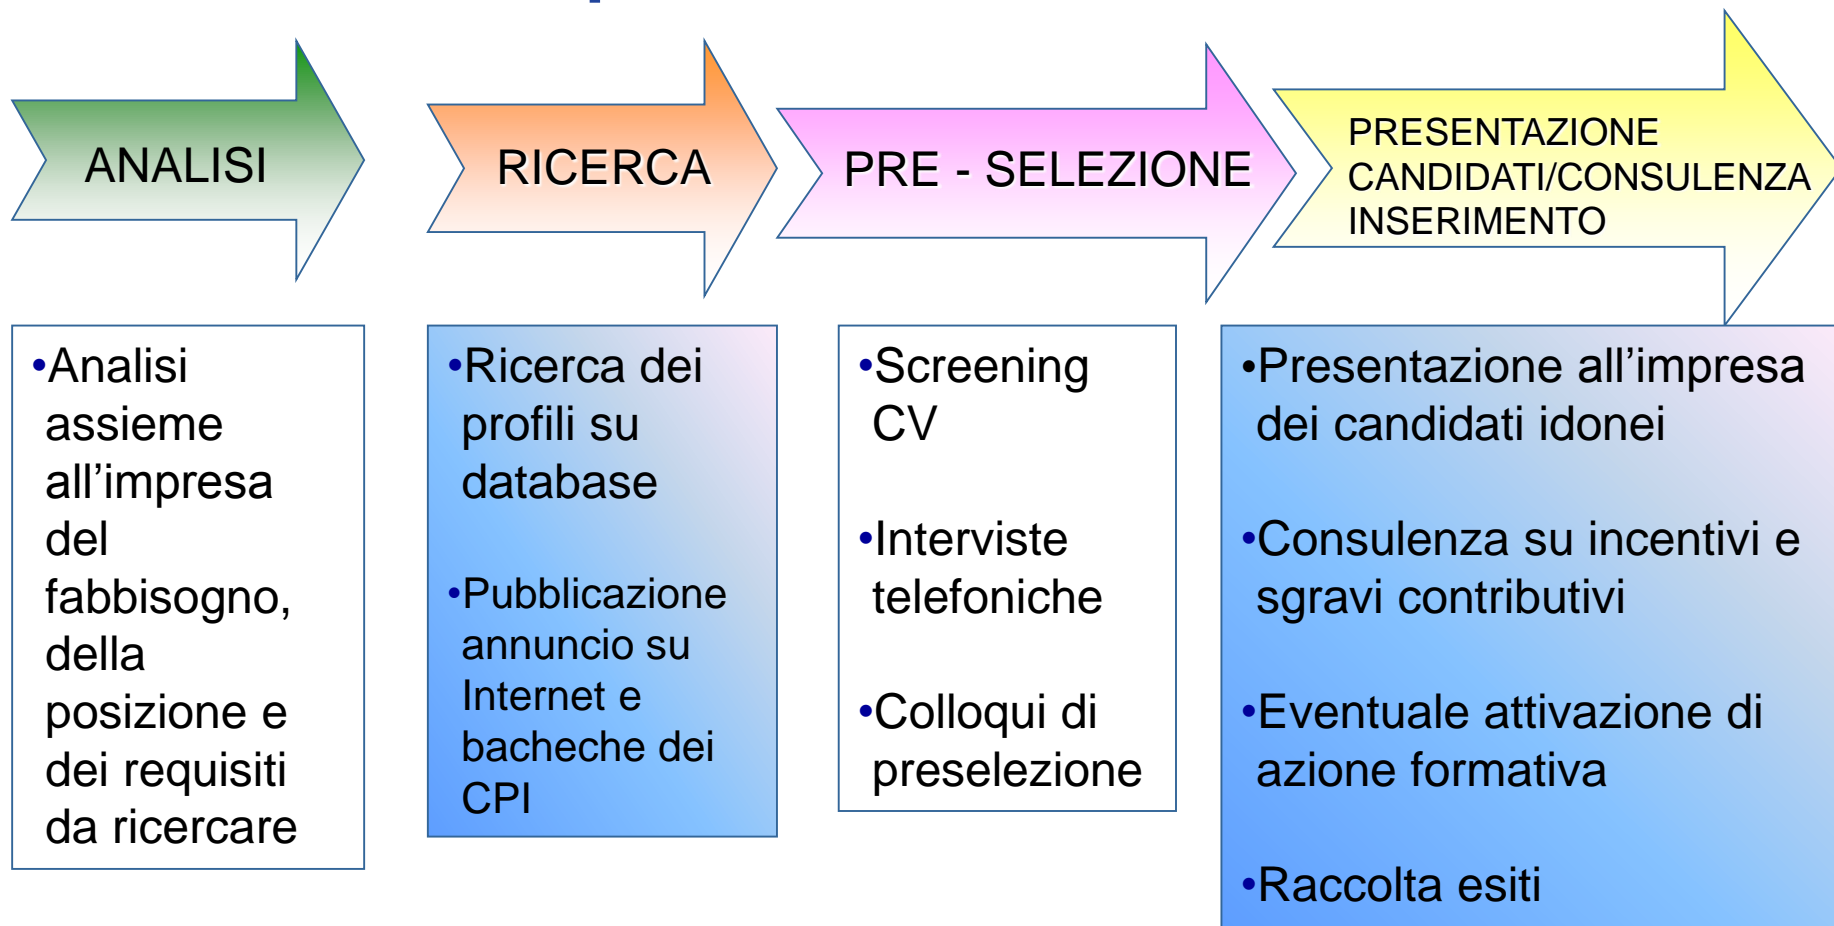 ANALISI
RICERCA
PRE - SELEZIONE
PRESENTAZIONE
CANDIDATI/CONSULENZA
INSERIMENTO
•Analisi
assieme
all’impresa
del
fabbisogno,
della
posizione e
dei requisiti
da ricercare
•Ricerca dei
profili su
database
•Pubblicazione
annuncio su
Internet e
bacheche dei
CPI
•Screening
CV
•Interviste
telefoniche
•Colloqui di
preselezione
•Presentazione all’impresa
dei candidati idonei
•Consulenza su incentivi e
sgravi contributivi
•Eventuale attivazione di
azione formativa
•Raccolta esiti